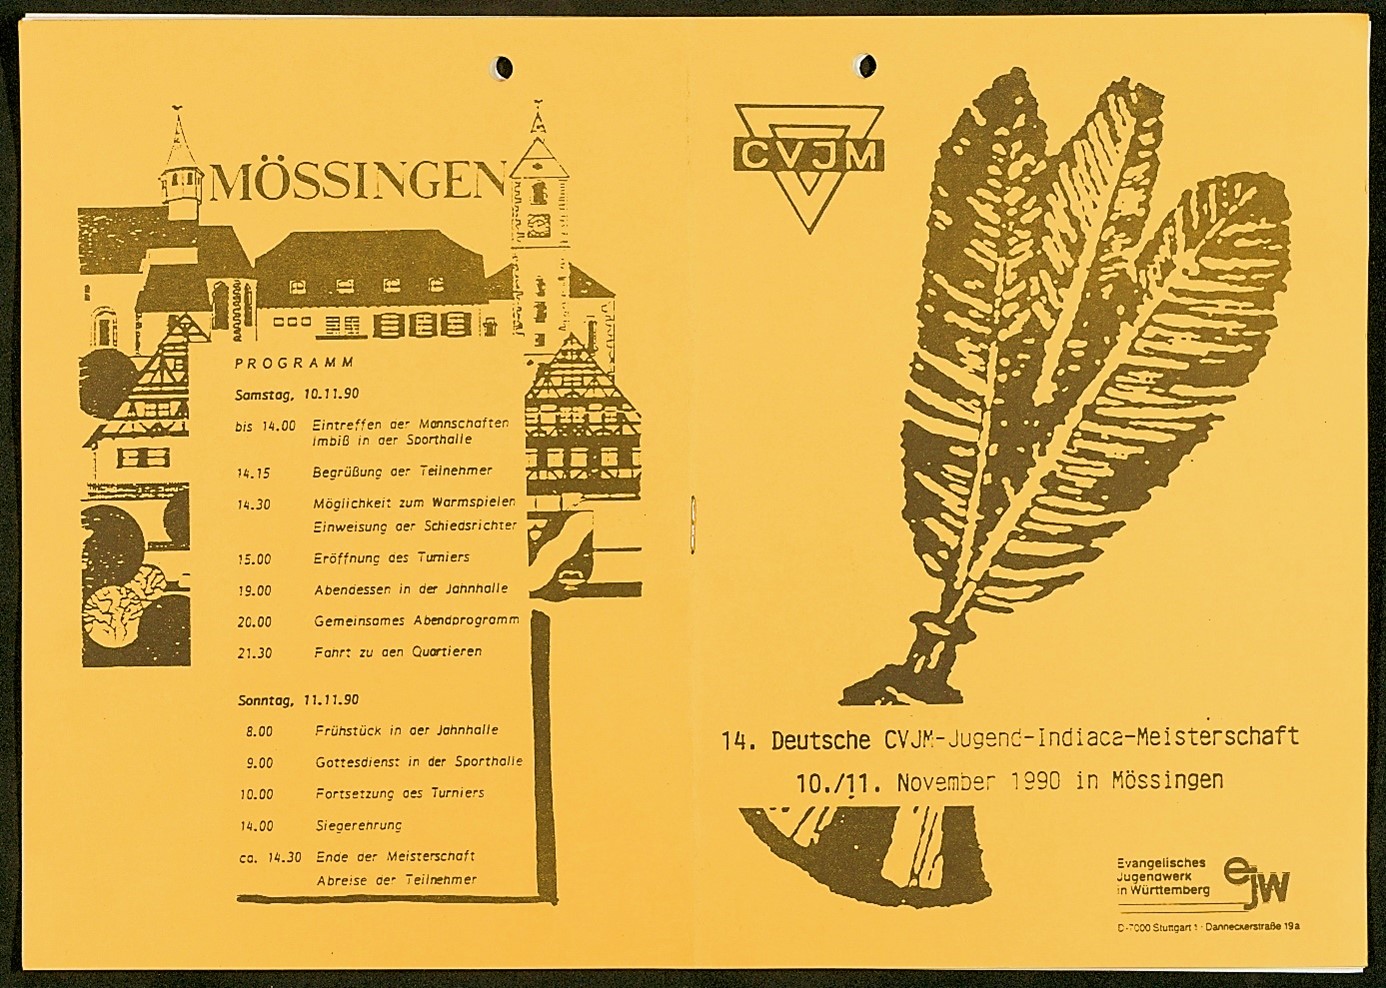 MÖSSINGEN
PROGRAMM
Samstag, 10.11.90
bis 14.00 Eintreffen der Mannschaften
Imbiß in der Sporthalle
14.15 Begrüßung der Teilnehmer
14.30 Möglichkeit zum Warmspielen
Einweisung der Schiedsrichter
15.00 Eröffnung des Turniers
19.00 Abendessen in der Jahnhalle
20.00 Gemeinsames Abendprogramm
21.30 Fahrt zu den Quartieren
Sonntag, 11.11.90
8.00 Frühstück in der Jahnhalle
9.00 Gottesdienst in der Sporthalle
10.00 Fortsetzung des Turniers
14.00 Siegerehrung
ca. 14.30 Ende der Meisterschaft
Abreise der Teilnehmer
CVJM
14. Deutsche CVJM-Jugend-Indiaca-Meisterschaft
10./11. November 1990 in Mössingen
Evangelisches
Jugendwerk
in Württemberg
ejw
D-7000 Stuttgart 1 · Danneckerstraße 19a